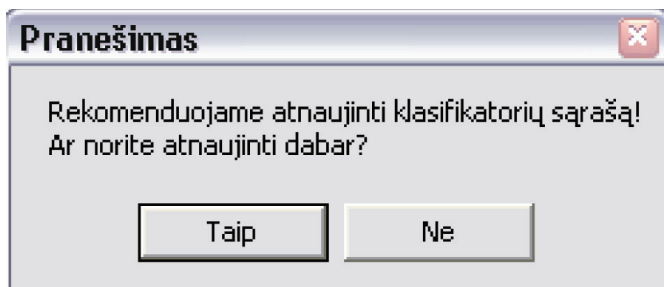 Pranešimas
Rekomenduojame atnaujinti klasifikatorių sąrašą!
Ar norite atnaujinti dabar?
Taip
Ne